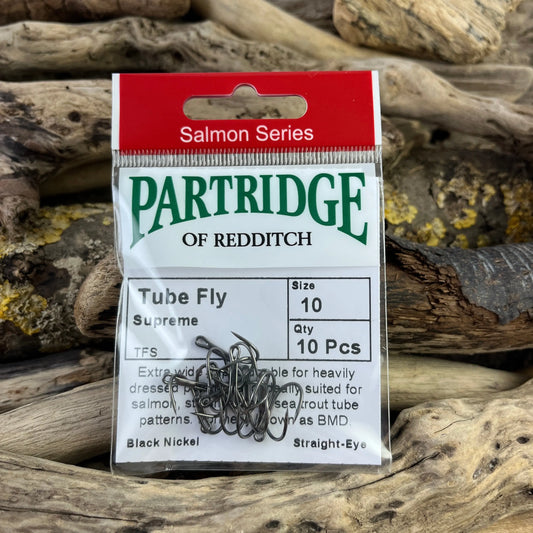 Salmon Series
PARTRIDGE
OF REDDITCH
Tube Fly
Supreme
TFS
Size
10
Qty
10 Pcs
Extra for heavily
dressed suited for
salmon, sea trout tube
patterns. as BMD.
Black Nickel
Straight-Eye